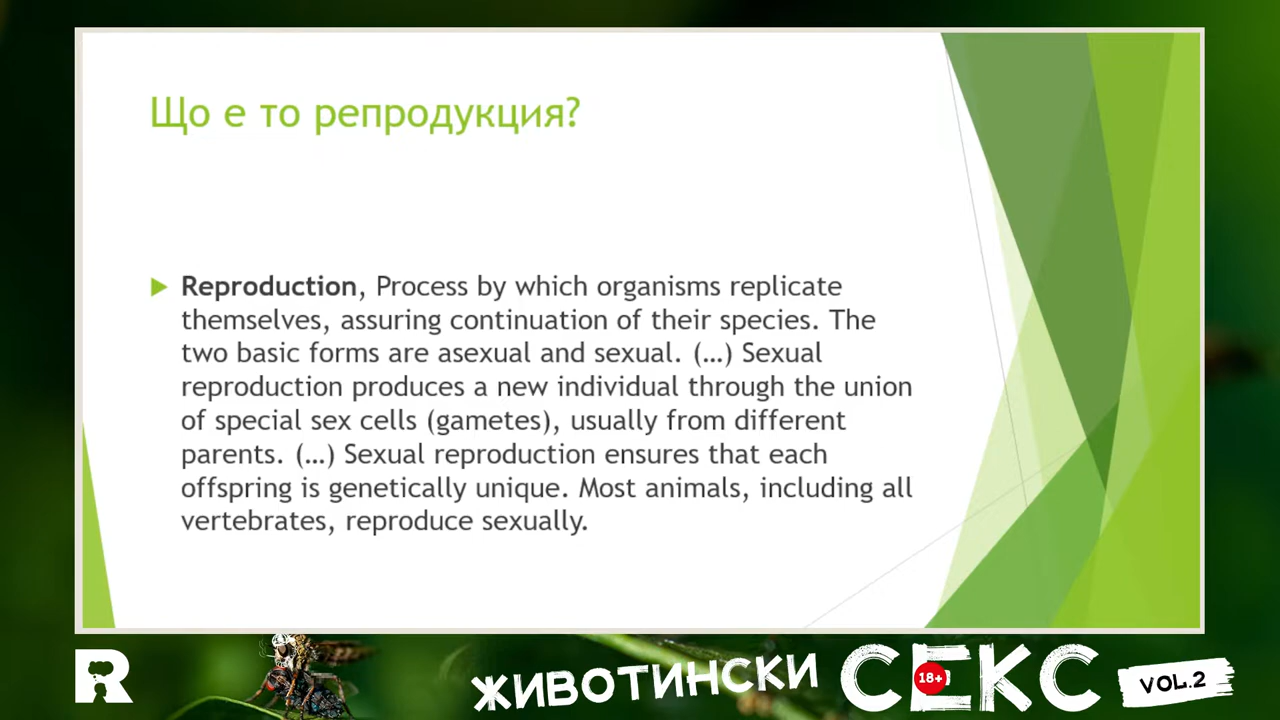 Що е то репродукция?
Reproduction, Process by which organisms replicate
themselves, assuring continuation of their species. The
two basic forms are asexual and sexual. (…) Sexual
reproduction produces a new individual through the union
of special sex cells (gametes), usually from different
parents. (…) Sexual reproduction ensures that each
offspring is genetically unique. Most animals, including all
vertebrates, reproduce sexually.
R
ЖИВОТИНСКИ СЕКС VOL.2
18+